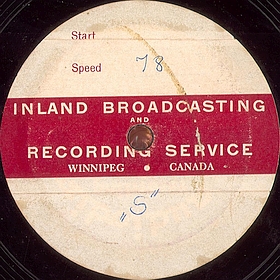 Start
Speed 78
INLAND BROADCASTING
AND
RECORDING SERVICE
WINNIPEG • CANADA
„S"